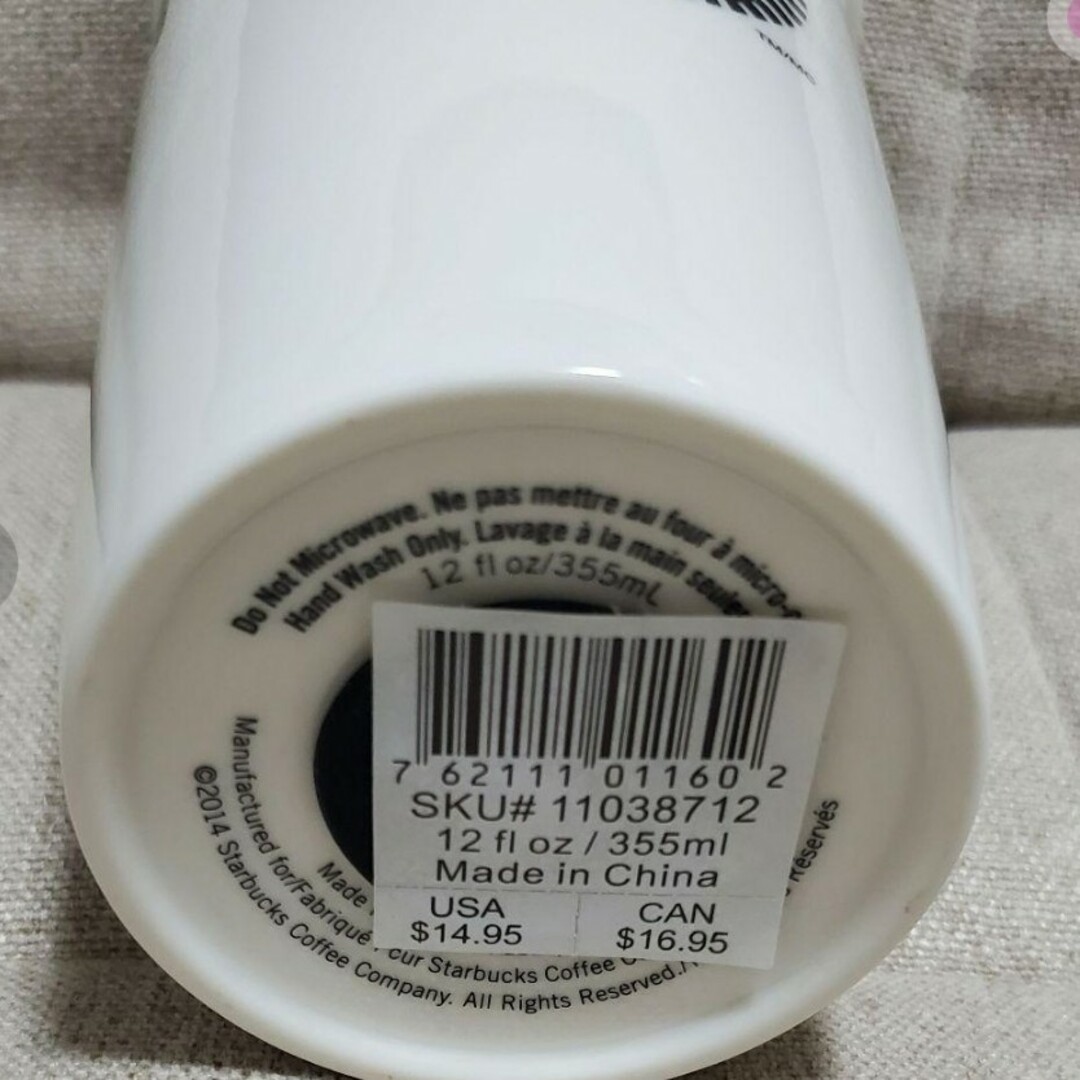 TM/MC
Do Not Microwave. Ne pas mettre au four à micro-
Hand Wash Only. Lavage à la main
12 fl oz/355mL
7 62111 01160 2
SKU# 11038712
12 fl oz / 355ml
Made in China
USA CAN
$14.95 $16.95
Made
Manufactured for/Fabriqué Starbucks Coffee
©2014 Starbucks Coffee Company. All Rights Reserved./ Réservés